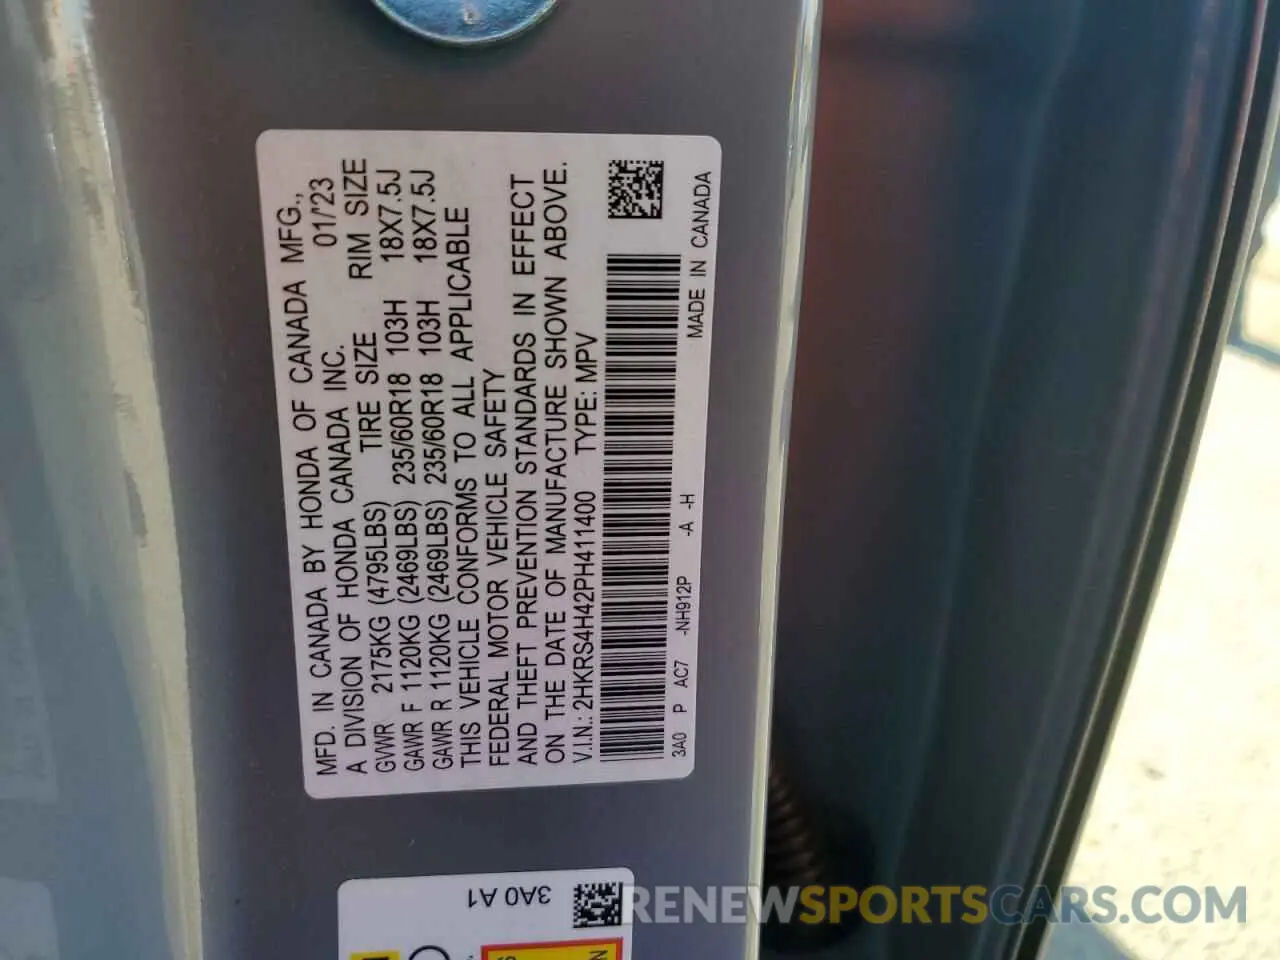 MFD. IN CANADA BY HONDA OF CANADA MFG.,
A DIVISION OF HONDA CANADA INC. 01/'23
GVWR 2175KG (4795LBS) TIRE SIZE RIM SIZE
GAWR F 1120KG (2469LBS) 235/60R18 103H 18X7.5J
GAWR R 1120KG (2469LBS) 235/60R18 103H 18X7.5J
THIS VEHICLE CONFORMS TO ALL APPLICABLE
FEDERAL MOTOR VEHICLE SAFETY
AND THEFT PREVENTION STANDARDS IN EFFECT
ON THE DATE OF MANUFACTURE SHOWN ABOVE.
V.I.N.: 2HKRS4H42PH411400 TYPE: MPV
3A0 P AC7 -NH912P -A -H MADE IN CANADA
3A0 A1
RENEWSPORTSCARS.COM